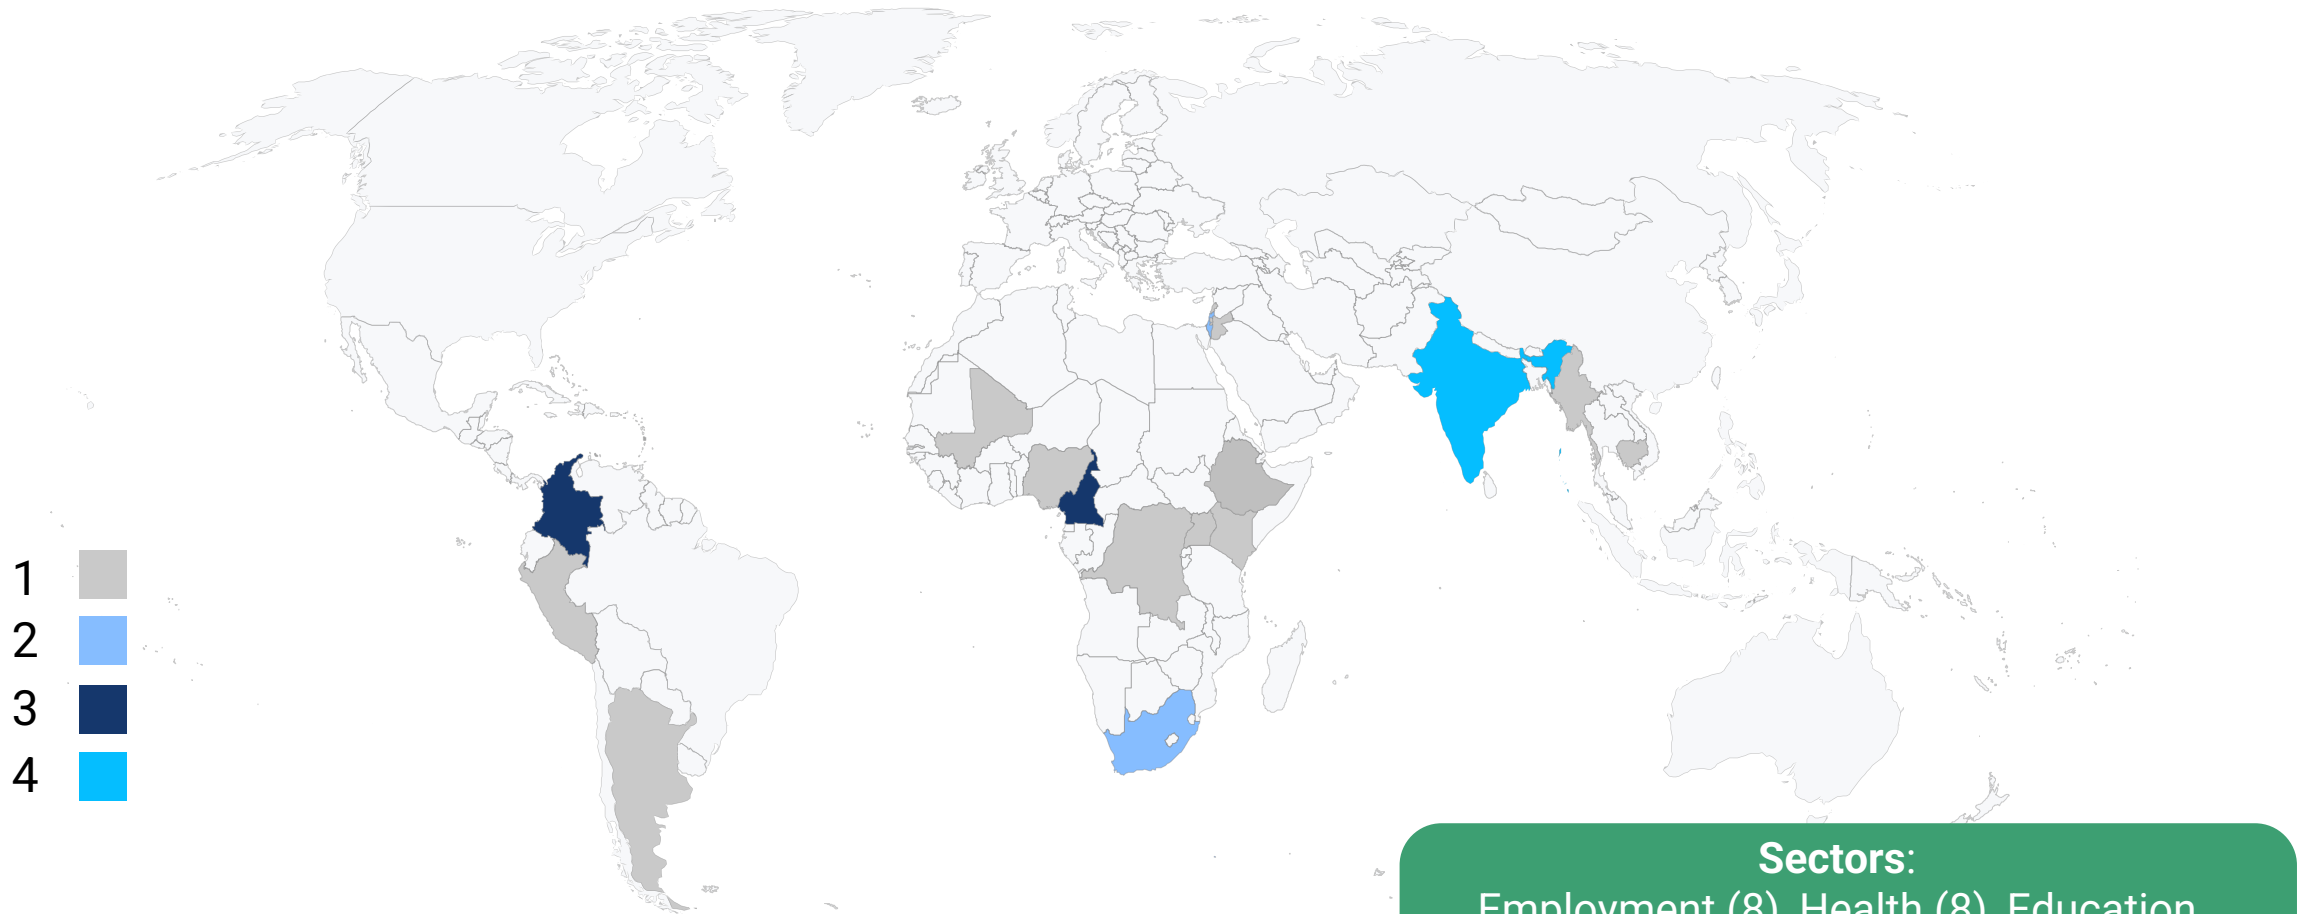 1
2
3
4
Sectors:
Employment (8), Health (8), Education